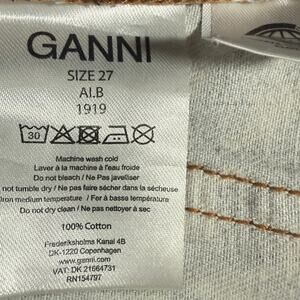 GANNI
SIZE 27
AI.B
1919
30
Machine wash cold
Laver à la machine à l'eau froide
Do not bleach / Ne pas javeliser
not tumble dry / Ne pas faire sécher dans la sécheuse
Iron medium temperature / Fer à basse température
Do not dry clean / Ne pas nettoyer à sec
100% Cotton
Frederiksholms Kanal 4B
DK-1220 Copenhagen
www.ganni.com
VAT: DK 21664731
RN154797